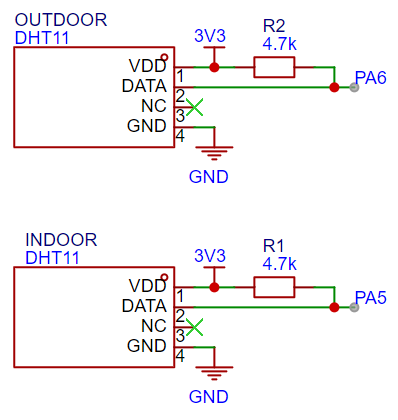 OUTDOOR
DHT11
VDD 1
DATA 2
NC 3
GND 4
3V3
R2
4.7k
PA6
GND
INDOOR
DHT11
VDD 1
DATA 2
NC 3
GND 4
3V3
R1
4.7k
PA5
GND